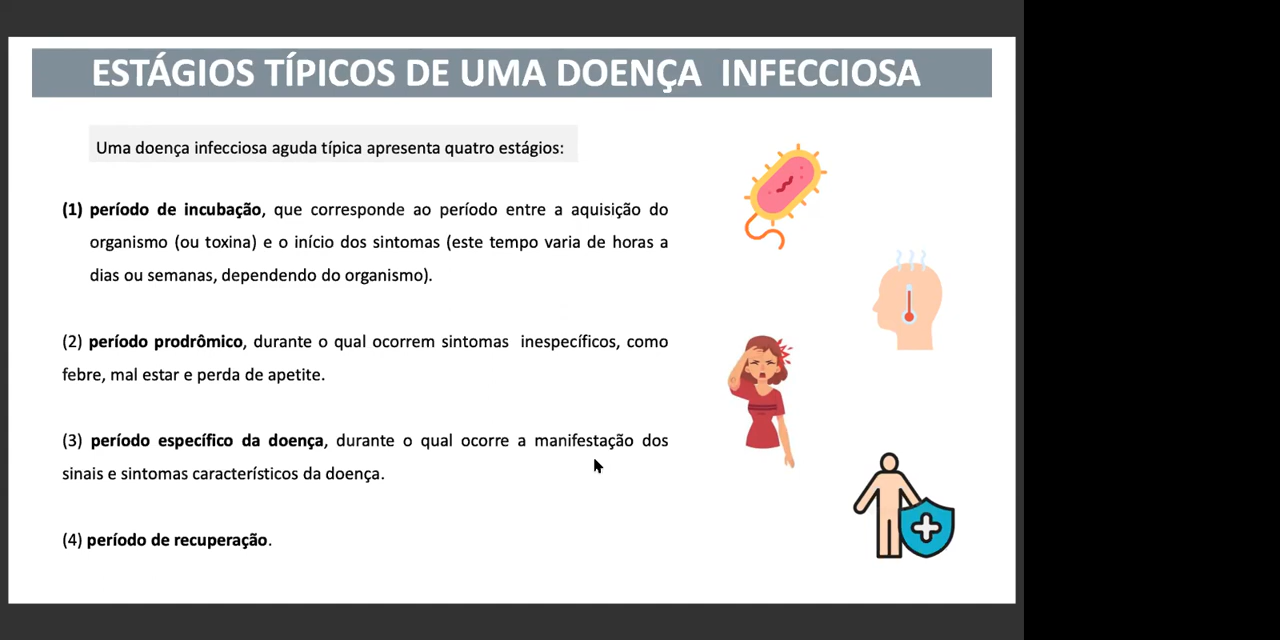 ESTÁGIOS TÍPICOS DE UMA DOENÇA INFECCIOSA
Uma doença infecciosa aguda típica apresenta quatro estágios:
(1) período de incubação, que corresponde ao período entre a aquisição do
organismo (ou toxina) e o início dos sintomas (este tempo varia de horas a
dias ou semanas, dependendo do organismo).
(2) período prodrômico, durante o qual ocorrem sintomas inespecíficos, como
febre, mal estar e perda de apetite.
(3) período específico da doença, durante o qual ocorre a manifestação dos
sinais e sintomas característicos da doença.
(4) período de recuperação.